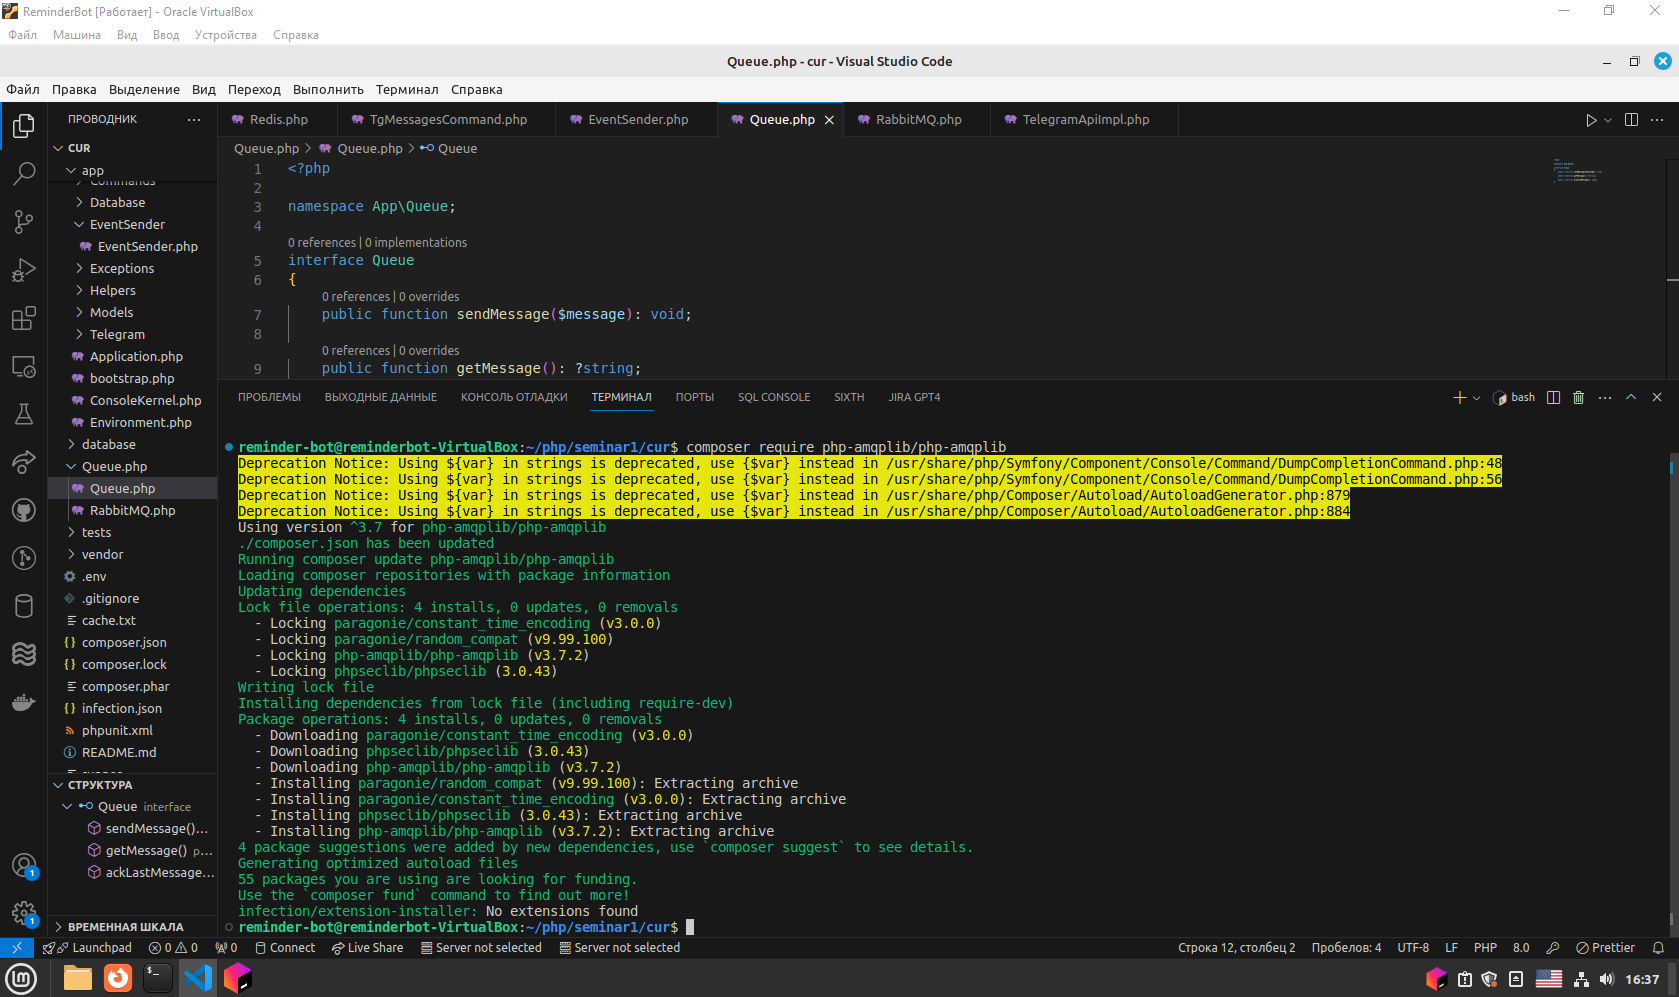 ReminderBot [Работает] - Oracle VirtualBox
Файл Машина Вид Ввод Устройства Справка
Queue.php - cur - Visual Studio Code
Файл Правка Выделение Вид Переход Выполнить Терминал Справка
ПРОВОДНИК
CUR
app
Commands
Database
EventSender
EventSender.php
Exceptions
Helpers
Models
Telegram
Application.php
bootstrap.php
ConsoleKernel.php
Environment.php
database
Queue.php
Queue.php
RabbitMQ.php
tests
vendor
.env
.gitignore
cache.txt
composer.json
composer.lock
composer.phar
infection.json
phpunit.xml
README.md
СТРУКТУРА
Queue interface
sendMessage()...
getMessage() p...
ackLastMessage...
ВРЕМЕННАЯ ШКАЛА
Redis.php TgMessagesCommand.php EventSender.php Queue.php RabbitMQ.php TelegramApiImpl.php
Queue.php > Queue.php > Queue
1 <?php
2
3 namespace App\Queue;
4
0 references | 0 implementations
5 interface Queue
6 {
0 references | 0 overrides
7 public function sendMessage($message): void;
8
0 references | 0 overrides
9 public function getMessage(): ?string;
ПРОБЛЕМЫ ВЫХОДНЫЕ ДАННЫЕ КОНСОЛЬ ОТЛАДКИ ТЕРМИНАЛ ПОРТЫ SQL CONSOLE SIXTH JIRA GPT4
bash
reminder-bot@reminderbot-VirtualBox:~/php/seminar1/cur$ composer require php-amqplib/php-amqplib
Deprecation Notice: Using ${var} in strings is deprecated, use {$var} instead in /usr/share/php/Symfony/Component/Console/Command/DumpCompletionCommand.php:48
Deprecation Notice: Using ${var} in strings is deprecated, use {$var} instead in /usr/share/php/Symfony/Component/Console/Command/DumpCompletionCommand.php:56
Deprecation Notice: Using ${var} in strings is deprecated, use {$var} instead in /usr/share/php/Composer/Autoload/AutoloadGenerator.php:879
Deprecation Notice: Using ${var} in strings is deprecated, use {$var} instead in /usr/share/php/Composer/Autoload/AutoloadGenerator.php:884
Using version ^3.7 for php-amqplib/php-amqplib
./composer.json has been updated
Running composer update php-amqplib/php-amqplib
Loading composer repositories with package information
Updating dependencies
Lock file operations: 4 installs, 0 updates, 0 removals
- Locking paragonie/constant_time_encoding (v3.0.0)
- Locking paragonie/random_compat (v9.99.100)
- Locking php-amqplib/php-amqplib (v3.7.2)
- Locking phpseclib/phpseclib (3.0.43)
Writing lock file
Installing dependencies from lock file (including require-dev)
Package operations: 4 installs, 0 updates, 0 removals
- Downloading paragonie/constant_time_encoding (v3.0.0)
- Downloading phpseclib/phpseclib (3.0.43)
- Downloading php-amqplib/php-amqplib (v3.7.2)
- Installing paragonie/random_compat (v9.99.100): Extracting archive
- Installing paragonie/constant_time_encoding (v3.0.0): Extracting archive
- Installing phpseclib/phpseclib (3.0.43): Extracting archive
- Installing php-amqplib/php-amqplib (v3.7.2): Extracting archive
4 package suggestions were added by new dependencies, use `composer suggest` to see details.
Generating optimized autoload files
55 packages you are using are looking for funding.
Use the `composer fund` command to find out more!
infection/extension-installer: No extensions found
reminder-bot@reminderbot-VirtualBox:~/php/seminar1/cur$
1
1
Launchpad 0 0 0 Connect Live Share Server not selected Server not selected Строка 12, столбец 2 Пробелов: 4 UTF-8 LF PHP 8.0 Prettier
16:37